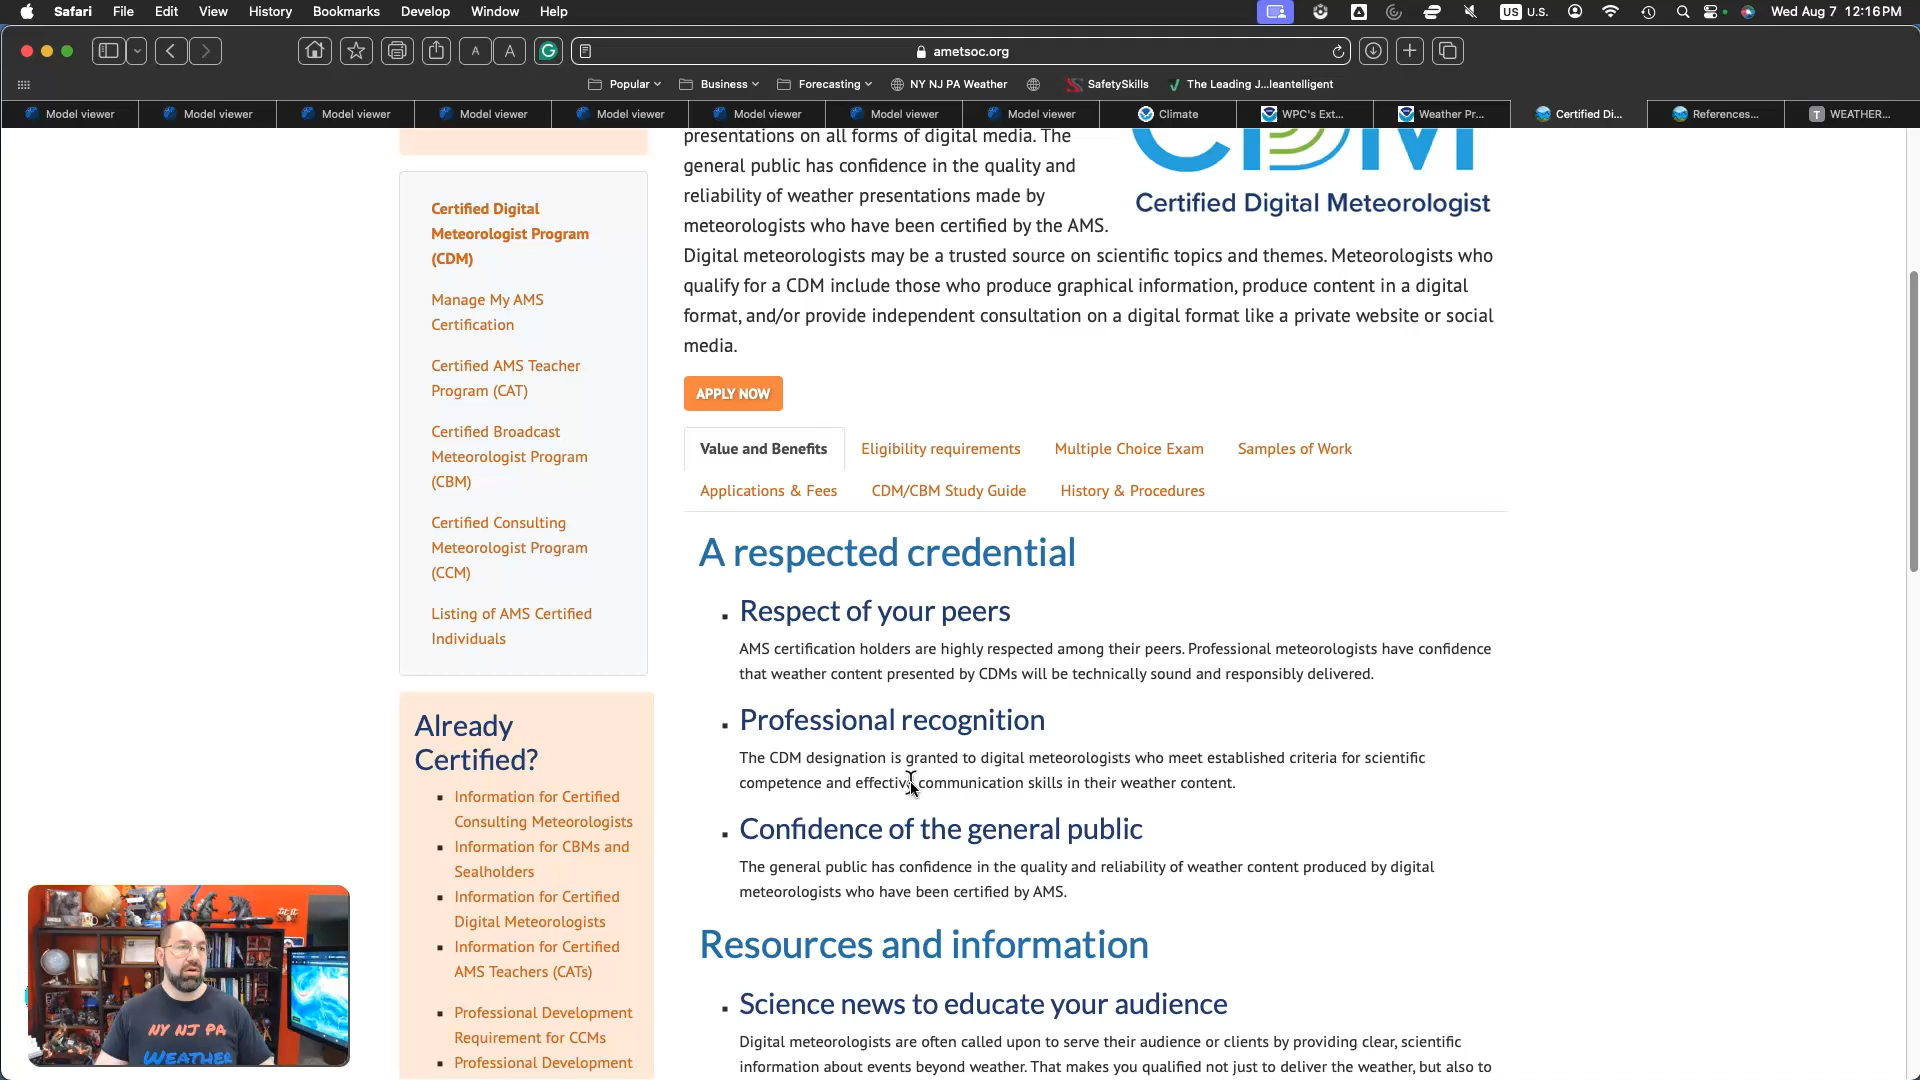 Safari File Edit View History Bookmarks Develop Window Help US U.S. Wed Aug 7 12:16 PM
A A G ametsoc.org
Popular Business Forecasting NY NJ PA Weather SafetySkills The Leading J...leantelligent
Model viewer Model viewer Model viewer Model viewer Model viewer Model viewer Model viewer Model viewer Climate WPC's Ext... Weather Pr... Certified Di... References... T WEATHER...
Certified Digital
Meteorologist Program
(CDM)
Manage My AMS
Certification
Certified AMS Teacher
Program (CAT)
Certified Broadcast
Meteorologist Program
(CBM)
Certified Consulting
Meteorologist Program
(CCM)
Listing of AMS Certified
Individuals
Already
Certified?
Information for Certified
Consulting Meteorologists
Information for CBMs and
Sealholders
Information for Certified
Digital Meteorologists
Information for Certified
AMS Teachers (CATs)
Professional Development
Requirement for CCMs
Professional Development
presentations on all forms of digital media. The
general public has confidence in the quality and
reliability of weather presentations made by
meteorologists who have been certified by the AMS.
CDM
Certified Digital Meteorologist
Digital meteorologists may be a trusted source on scientific topics and themes. Meteorologists who
qualify for a CDM include those who produce graphical information, produce content in a digital
format, and/or provide independent consultation on a digital format like a private website or social
media.
APPLY NOW
Value and Benefits Eligibility requirements Multiple Choice Exam Samples of Work
Applications & Fees CDM/CBM Study Guide History & Procedures
A respected credential
Respect of your peers
AMS certification holders are highly respected among their peers. Professional meteorologists have confidence
that weather content presented by CDMs will be technically sound and responsibly delivered.
Professional recognition
The CDM designation is granted to digital meteorologists who meet established criteria for scientific
competence and effective communication skills in their weather content.
Confidence of the general public
The general public has confidence in the quality and reliability of weather content produced by digital
meteorologists who have been certified by AMS.
Resources and information
Science news to educate your audience
Digital meteorologists are often called upon to serve their audience or clients by providing clear, scientific
information about events beyond weather. That makes you qualified not just to deliver the weather, but also to
NY NJ PA
WEATHER